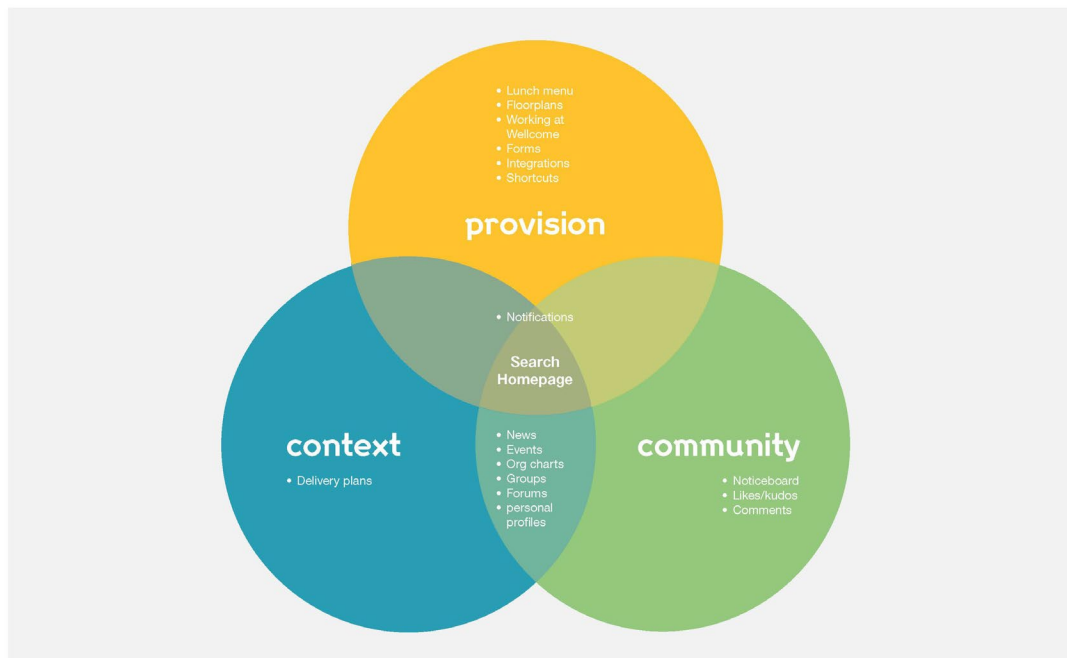 • Lunch menu
• Floorplans
• Working at
Wellcome
• Forms
• Integrations
• Shortcuts
provision
• Notifications
Search
Homepage
context
• Delivery plans
• News
• Events
• Org charts
• Groups
• Forums
• personal
profiles
community
• Noticeboard
• Likes/kudos
• Comments